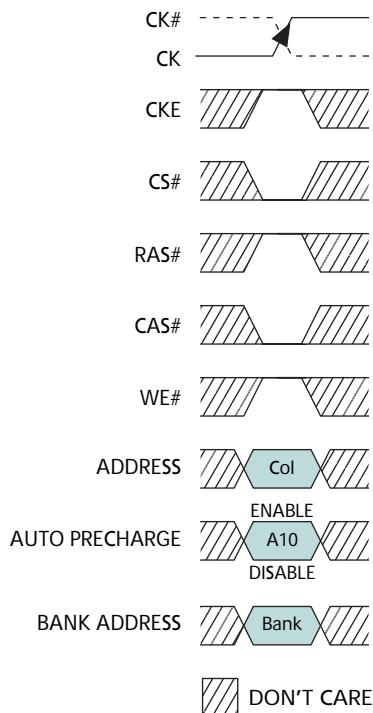 CK#
CK
CKE
CS#
RAS#
CAS#
WE#
ADDRESS
Col
ENABLE
AUTO PRECHARGE
A10
DISABLE
BANK ADDRESS
Bank
DON'T CARE